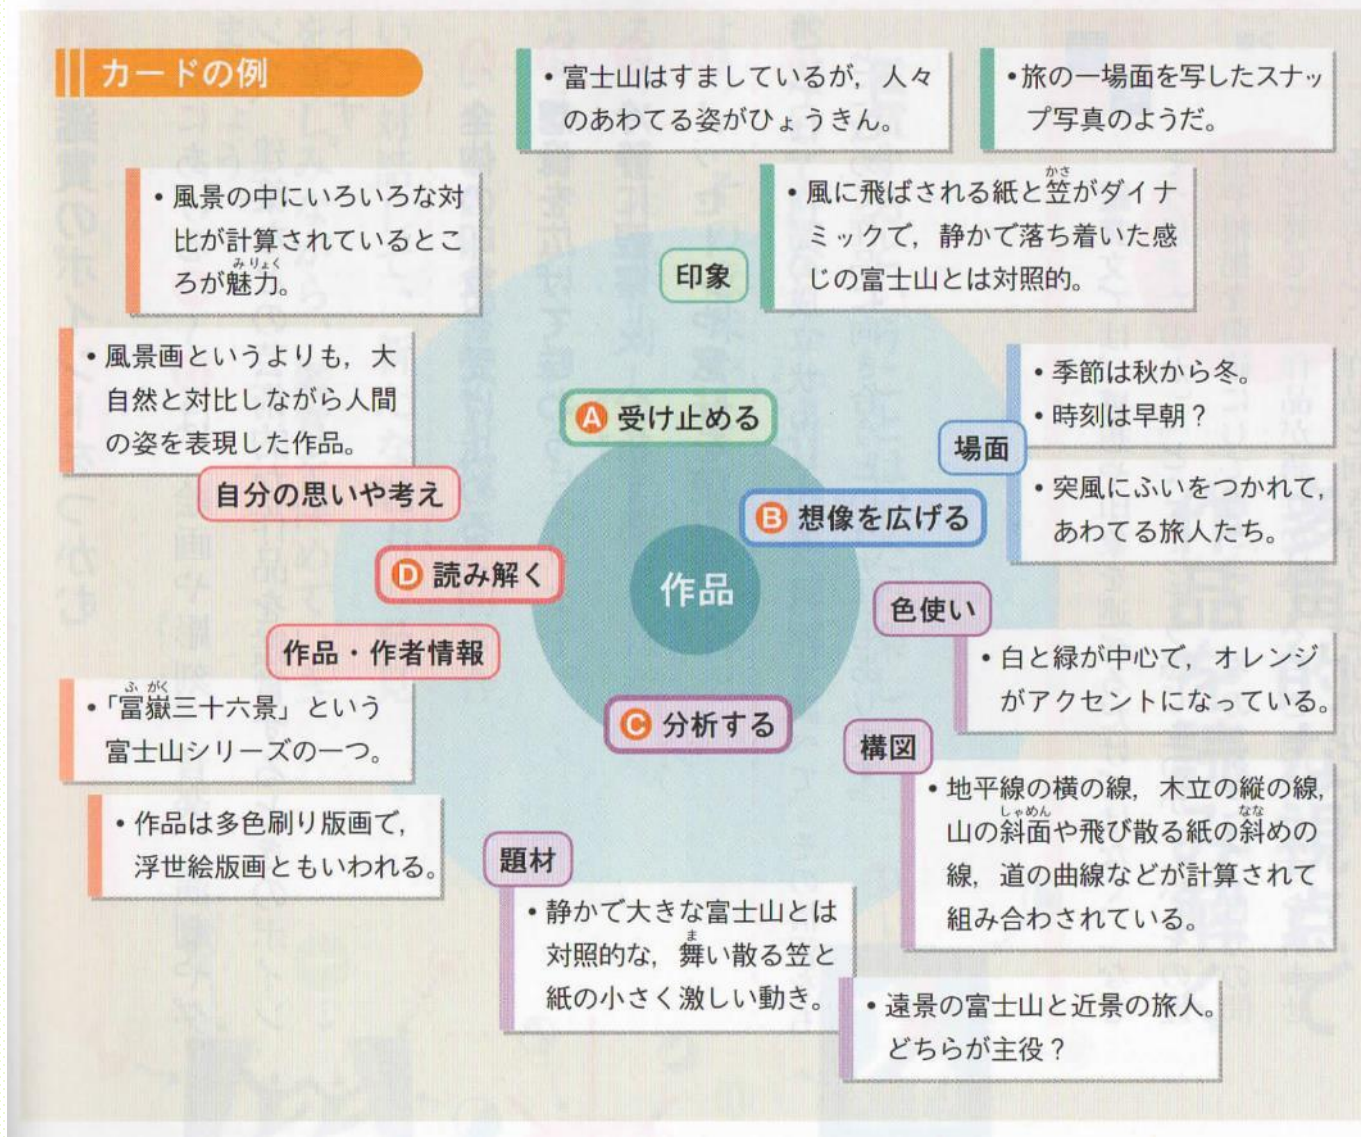 カードの例
・富士山はすましているが，人々
のあわてる姿がひょうきん。
・旅の一場面を写したスナッ
プ写真のようだ。
・風に飛ばされる紙と笠がダイナ
かさ
ミックで，静かで落ち着いた感
じの富士山とは対照的。
印象
・風景の中にいろいろな対
比が計算されているとこ
ろが魅力。
みりょく
・風景画というよりも，大
自然と対比しながら人間
の姿を表現した作品。
自分の思いや考え
A 受け止める
・季節は秋から冬。
・時刻は早朝？
場面
・突風にふいをつかれて，
あわてる旅人たち。
B 想像を広げる
D 読み解く
作品
色使い
・白と緑が中心で，オレンジ
がアクセントになっている。
作品・作者情報
・「富嶽三十六景」という
ふ がく
富士山シリーズの一つ。
・作品は多色刷り版画で，
浮世絵版画ともいわれる。
C 分析する
構図
・地平線の横の線，木立の縦の線，
山の斜面や飛び散る紙の斜めの
しゃめん なな
線，道の曲線などが計算されて
組み合わされている。
題材
・静かで大きな富士山とは
対照的な，舞い散る笠と
ま
紙の小さく激しい動き。
・遠景の富士山と近景の旅人。
どちらが主役？